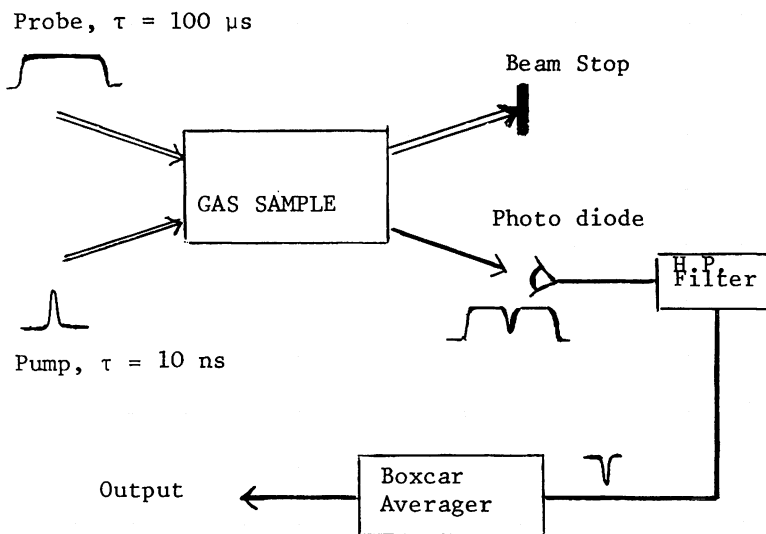 Probe, τ = 100 μs
Beam Stop
GAS SAMPLE
Photo diode
H.P.
Filter
Pump, τ = 10 ns
Output
Boxcar
Averager